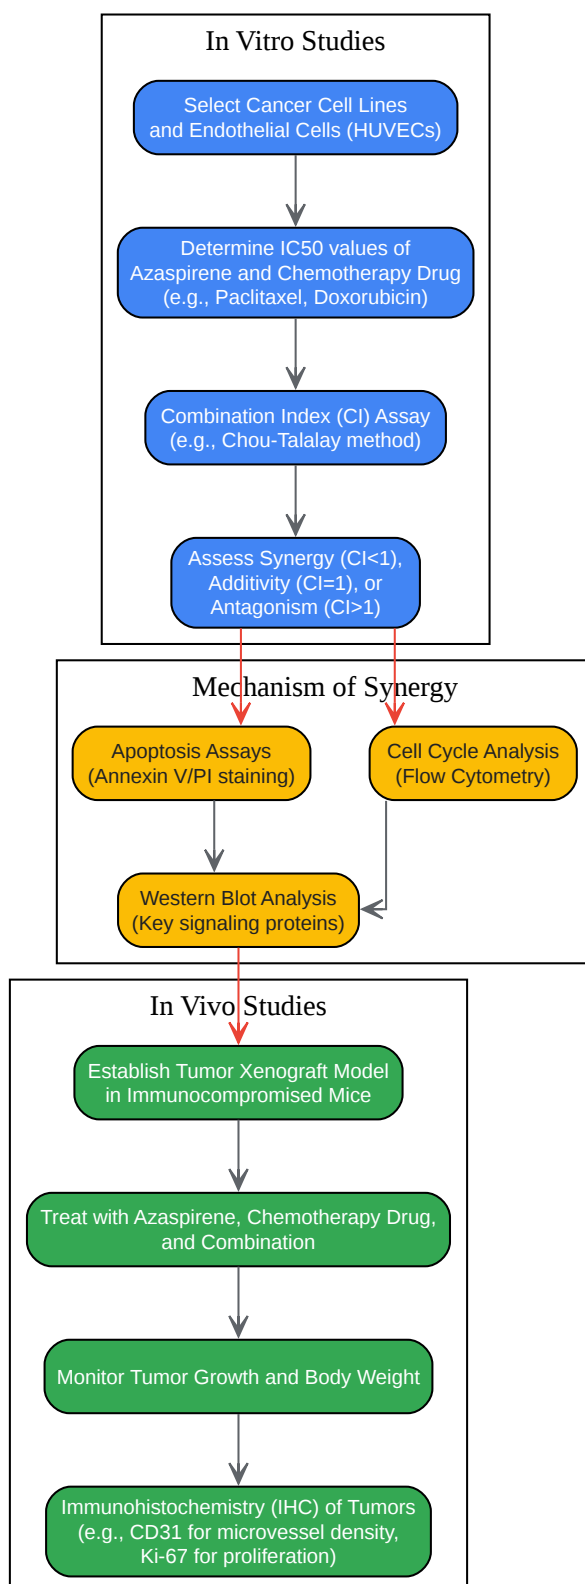 In Vitro Studies
Select Cancer Cell Lines
and Endothelial Cells (HUVECs)
Determine IC50 values of
Azaspirene and Chemotherapy Drug
(e.g., Paclitaxel, Doxorubicin)
Combination Index (CI) Assay
(e.g., Chou-Talalay method)
Assess Synergy (CI<1),
Additivity (CI=1), or
Antagonism (CI>1)
Mechanism of Synergy
Apoptosis Assays
(Annexin V/PI staining)
Cell Cycle Analysis
(Flow Cytometry)
Western Blot Analysis
(Key signaling proteins)
In Vivo Studies
Establish Tumor Xenograft Model
in Immunocompromised Mice
Treat with Azaspirene, Chemotherapy Drug,
and Combination
Monitor Tumor Growth and Body Weight
Immunohistochemistry (IHC) of Tumors
(e.g., CD31 for microvessel density,
Ki-67 for proliferation)